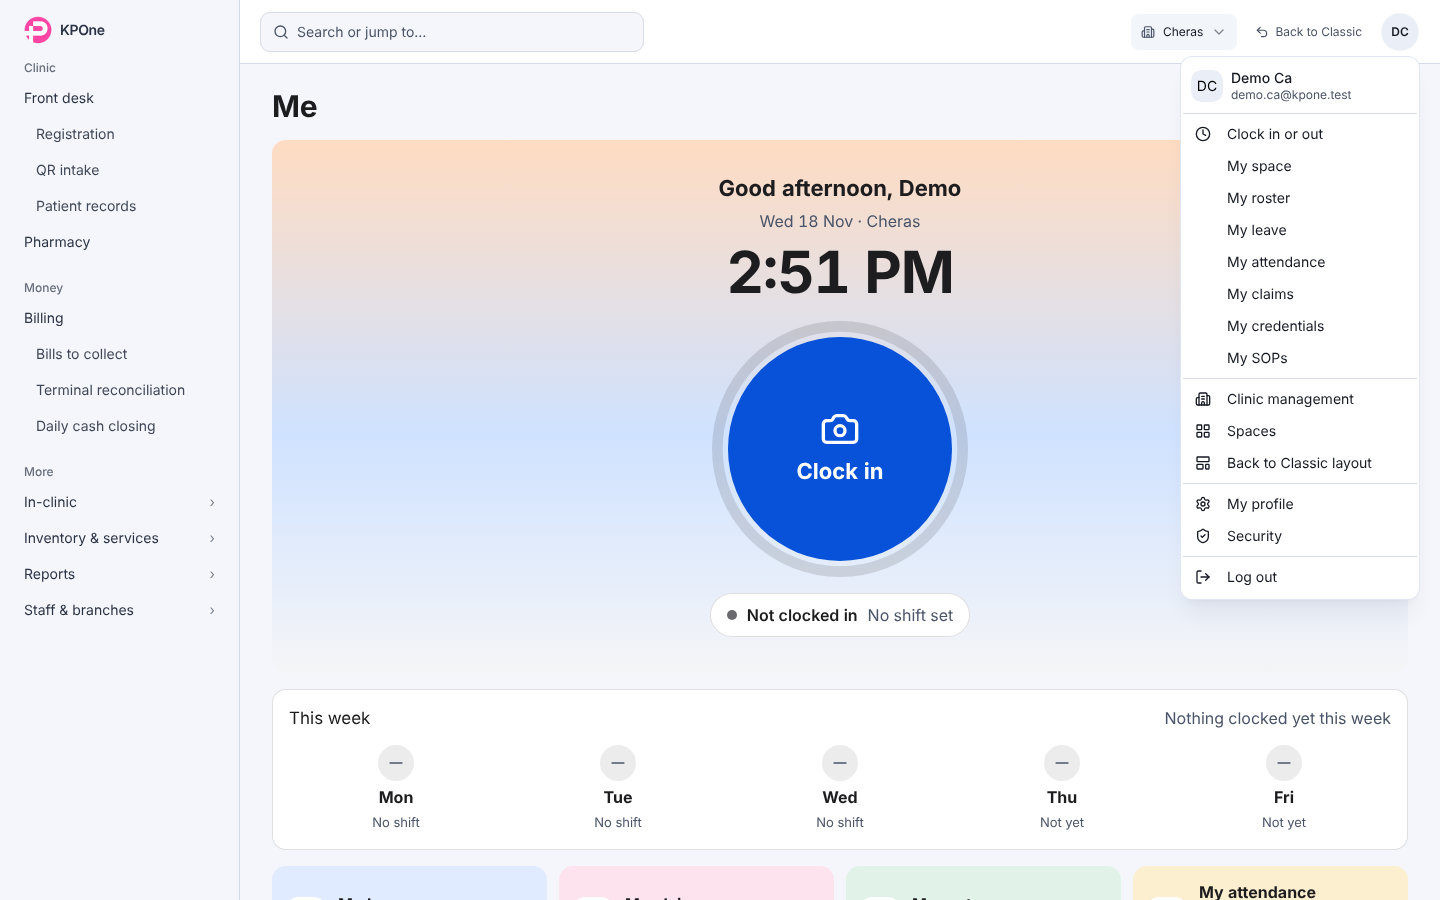 KPOne
Clinic
Front desk
Registration
QR intake
Patient records
Pharmacy
Money
Billing
Bills to collect
Terminal reconciliation
Daily cash closing
More
In-clinic
Inventory & services
Reports
Staff & branches
Search or jump to...
Cheras
Back to Classic
DC
Me
Good afternoon, Demo
Wed 18 Nov · Cheras
2:51 PM
Clock in
Not clocked in No shift set
DC
Demo Ca
demo.ca@kpone.test
Clock in or out
My space
My roster
My leave
My attendance
My claims
My credentials
My SOPs
Clinic management
Spaces
Back to Classic layout
My profile
Security
Log out
This week
Nothing clocked yet this week
Mon
No shift
Tue
No shift
Wed
No shift
Thu
Not yet
Fri
Not yet
My attendance